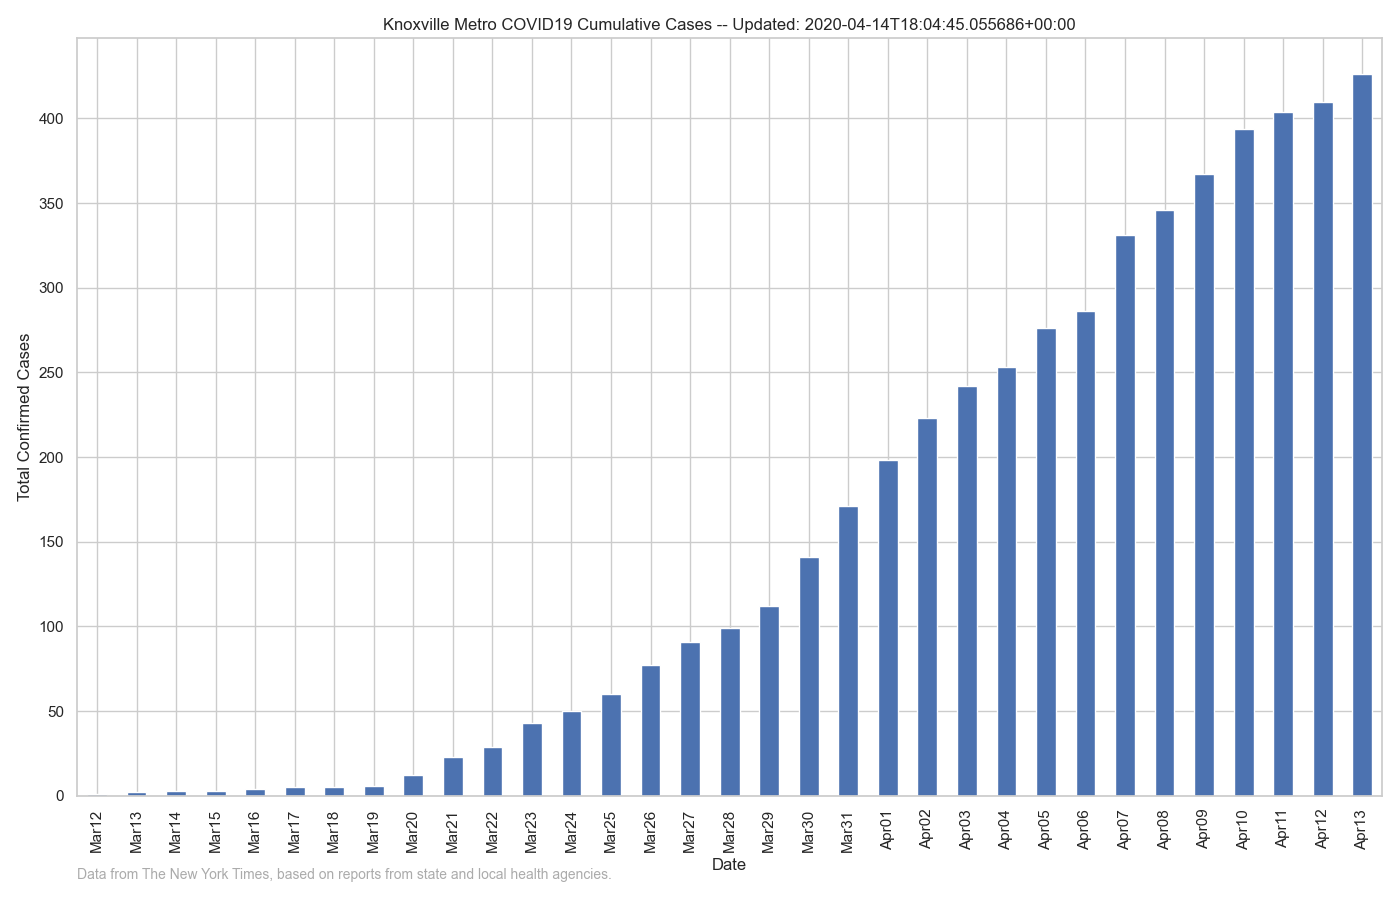 Knoxville Metro COVID19 Cumulative Cases -- Updated: 2020-04-14T18:04:45.055686+00:00
Total Confirmed Cases
400
350
300
250
200
150
100
50
0
Mar12
Mar13
Mar14
Mar15
Mar16
Mar17
Mar18
Mar19
Mar20
Mar21
Mar22
Mar23
Mar24
Mar25
Mar26
Mar27
Mar28
Mar29
Mar30
Mar31
Apr01
Apr02
Apr03
Apr04
Apr05
Apr06
Apr07
Apr08
Apr09
Apr10
Apr11
Apr12
Apr13
Date
Data from The New York Times, based on reports from state and local health agencies.